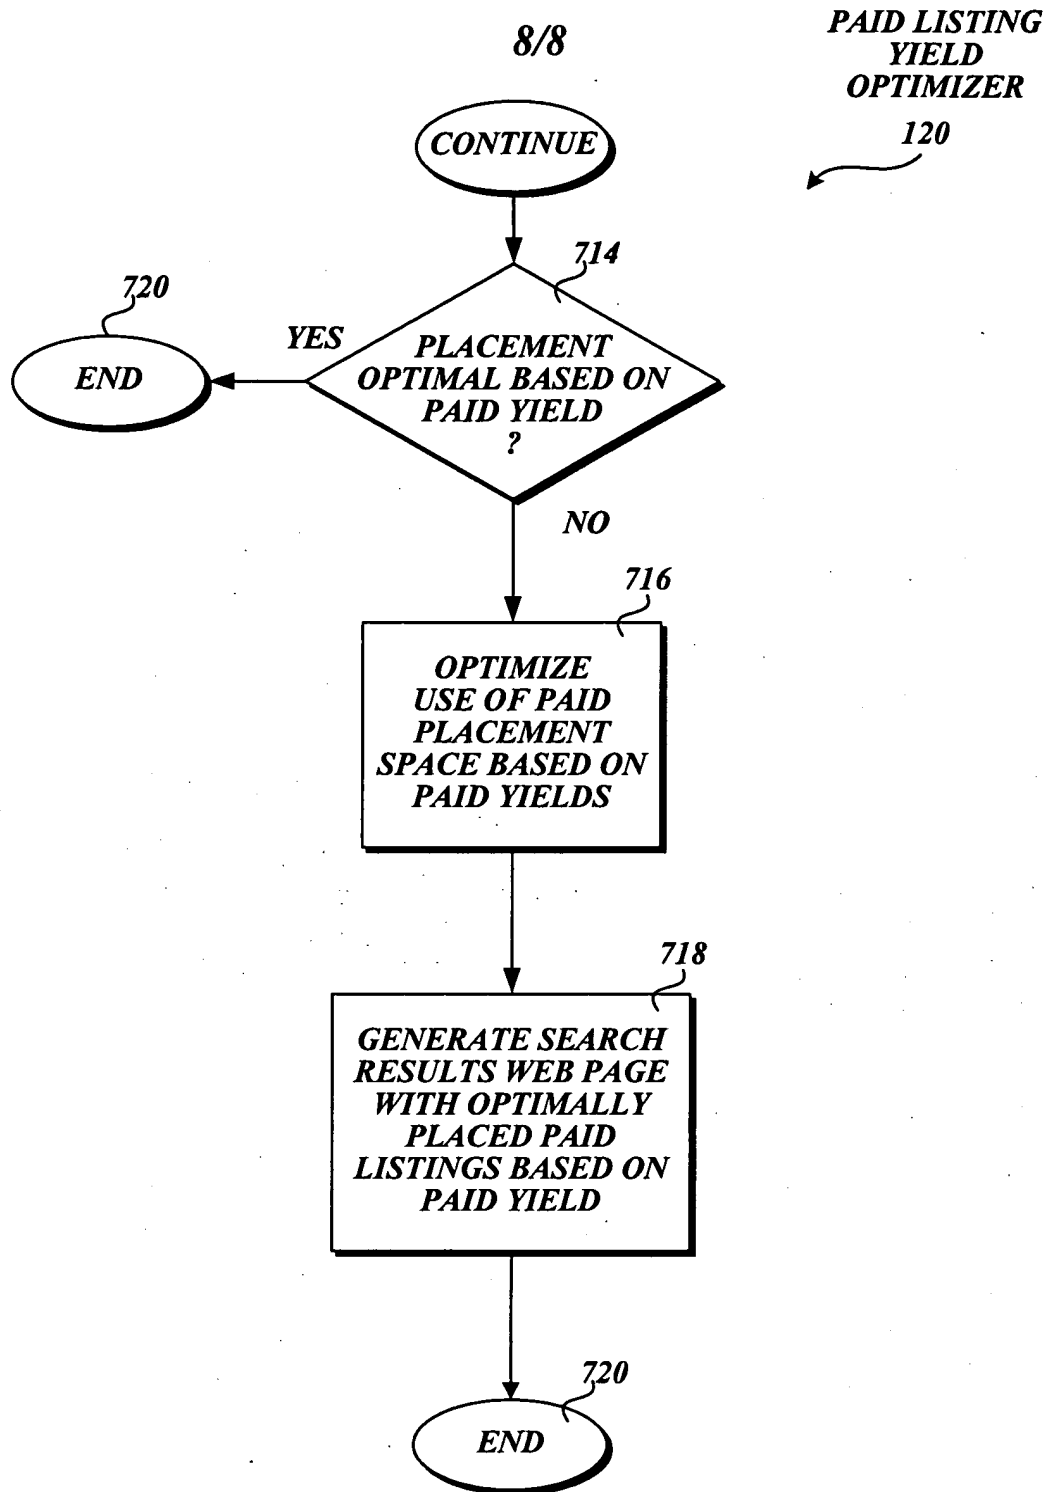 8/8
PAID LISTING
YIELD
OPTIMIZER
120
CONTINUE
714
720
YES
PLACEMENT
OPTIMAL BASED ON
PAID YIELD
?
END
NO
716
OPTIMIZE
USE OF PAID
PLACEMENT
SPACE BASED ON
PAID YIELDS
718
GENERATE SEARCH
RESULTS WEB PAGE
WITH OPTIMALLY
PLACED PAID
LISTINGS BASED ON
PAID YIELD
720
END